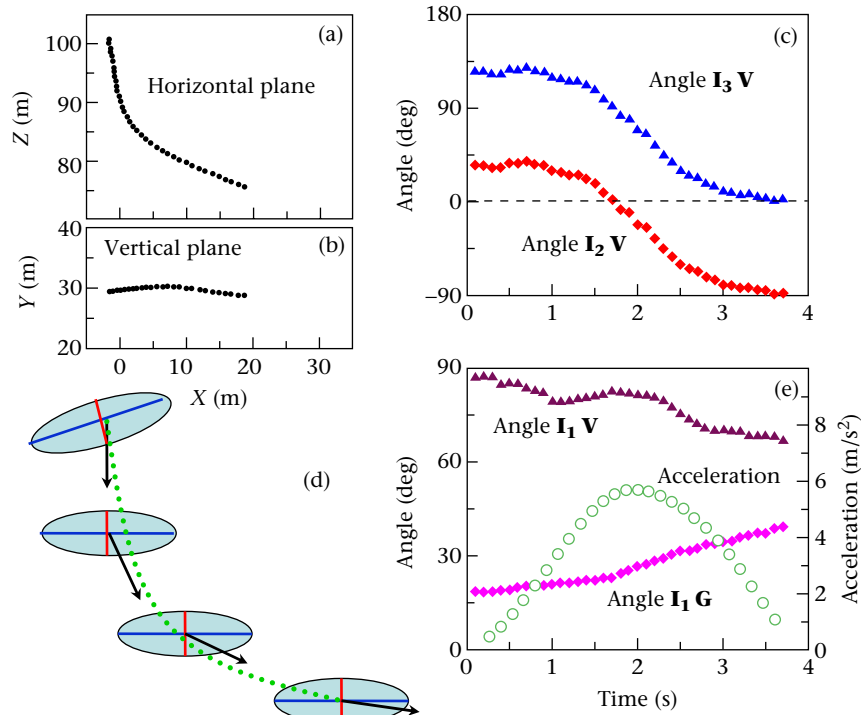 (a)
100
90
80
Z (m)
Horizontal plane
(b)
40
30
20
Y (m)
Vertical plane
0 10 20 30
X (m)
(c)
180
90
0
–90
Angle (deg)
Angle I3 V
Angle I2 V
0 1 2 3 4
(d)
(e)
90
60
30
0
Angle (deg)
Angle I1 V
Acceleration
Angle I1 G
8
6
4
2
0
Acceleration (m/s2)
0 1 2 3 4
Time (s)